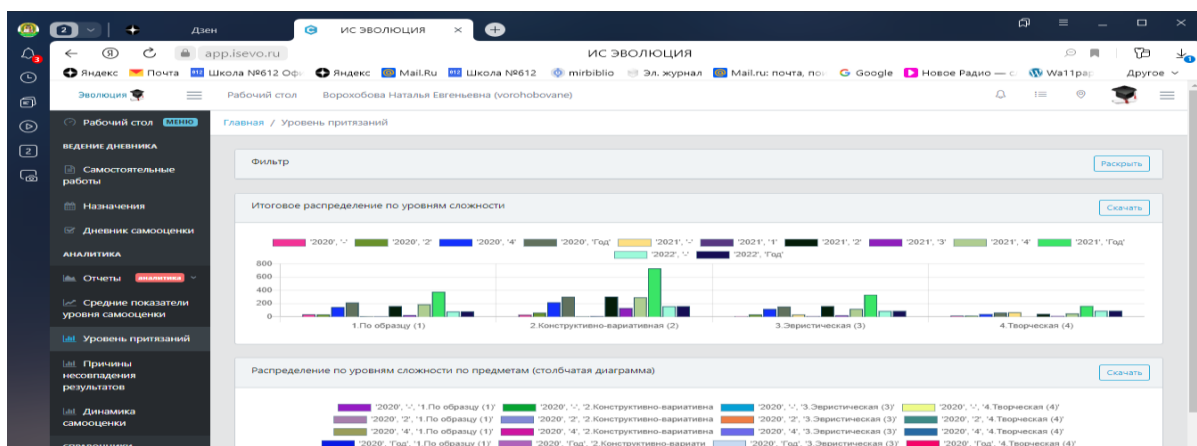 2 Дзен ИС ЭВОЛЮЦИЯ
app.isevo.ru ИС ЭВОЛЮЦИЯ
Яндекс Почта Школа №612 Яндекс Mail.Ru Школа №612 mirbiblio Эл. журнал Mail.ru: почта, Google Новое Радио — Wa11 Другое
Эволюция Рабочий стол Ворохобова Наталья Евгеньевна (vorohobovane)
Рабочий стол МЕНЮ Главная / Уровень притязаний
ВЕДЕНИЕ ДНЕВНИКА
Фильтр Раскрыть
Самостоятельные
работы
Назначения
Итоговое распределение по уровням сложности Скачать
Дневник самооценки
'2020', '-' '2020', '2' '2020', '4' '2020', 'Год' '2021', '-' '2021', '1' '2021', '2' '2021', '3' '2021', '4' '2021', 'Год'
'2022', '-' '2022', 'Год'
АНАЛИТИКА
800
600
400
200
0
Отчеты аналитика
Средние показатели
уровня самооценки
1.По образцу (1) 2.Конструктивно-вариативная (2) 3.Эвристическая (3) 4.Творческая (4)
Уровень притязаний
Причины
несовпадения
результатов
Распределение по уровням сложности по предметам (столбчатая диаграмма) Скачать
Динамика
самооценки
'2020', '-', '1.По образцу (1)' '2020', '-', '2.Конструктивно-вариативна '2020', '-', '3.Эвристическая (3)' '2020', '-', '4.Творческая (4)'
'2020', '2', '1.По образцу (1)' '2020', '2', '2.Конструктивно-вариативна '2020', '2', '3.Эвристическая (3)' '2020', '2', '4.Творческая (4)'
'2020', '4', '1.По образцу (1)' '2020', '4', '2.Конструктивно-вариативна '2020', '4', '3.Эвристическая (3)' '2020', '4', '4.Творческая (4)'
'2020', 'Год', '1.По образцу (1)' '2020', 'Год', '2.Конструктивно-вариати '2020', 'Год', '3.Эвристическая (3)' '2020', 'Год', '4.Творческая (4)'